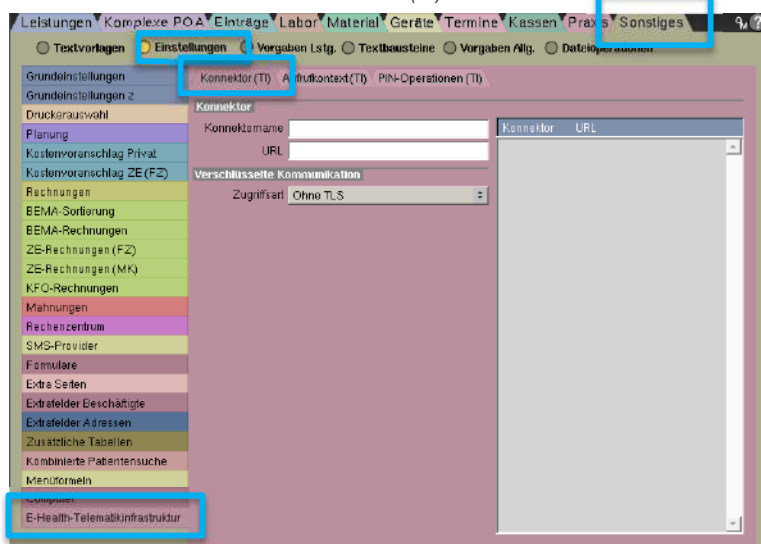 Leistungen Komplexe POA Einträge Labor Material Geräte Termine Kassen Praxis Sonstiges
Textvorlagen Einstellungen Vorgaben Lstg. Textbausteine Vorgaben Allg. Dateioperationen
Grundeinstellungen
Grundeinstellungen 2
Druckerauswahl
Planung
Kostenvoranschlag Privat
Kostenvoranschlag ZE (FZ)
Rechnungen
BEMA-Sortierung
BEMA-Rechnungen
ZE-Rechnungen (FZ)
ZE-Rechnungen (MK)
KFO-Rechnungen
Mahnungen
Rechenzentrum
SMS-Provider
Formulare
Extra Seiten
Extrafelder Beschäftigte
Extrafelder Adressen
Zusätzliche Tabellen
Kombinierte Patientensuche
Menüformeln
Computer
E-Health-Telematikinfrastruktur
Konnektor (TI) Aufrufkontext (TI) PIN-Operationen (TI)
Konnektor
Konnektorname
URL
Verschlüsselte Kommunikation
Zugriffsart Ohne TLS
Konnektor URL